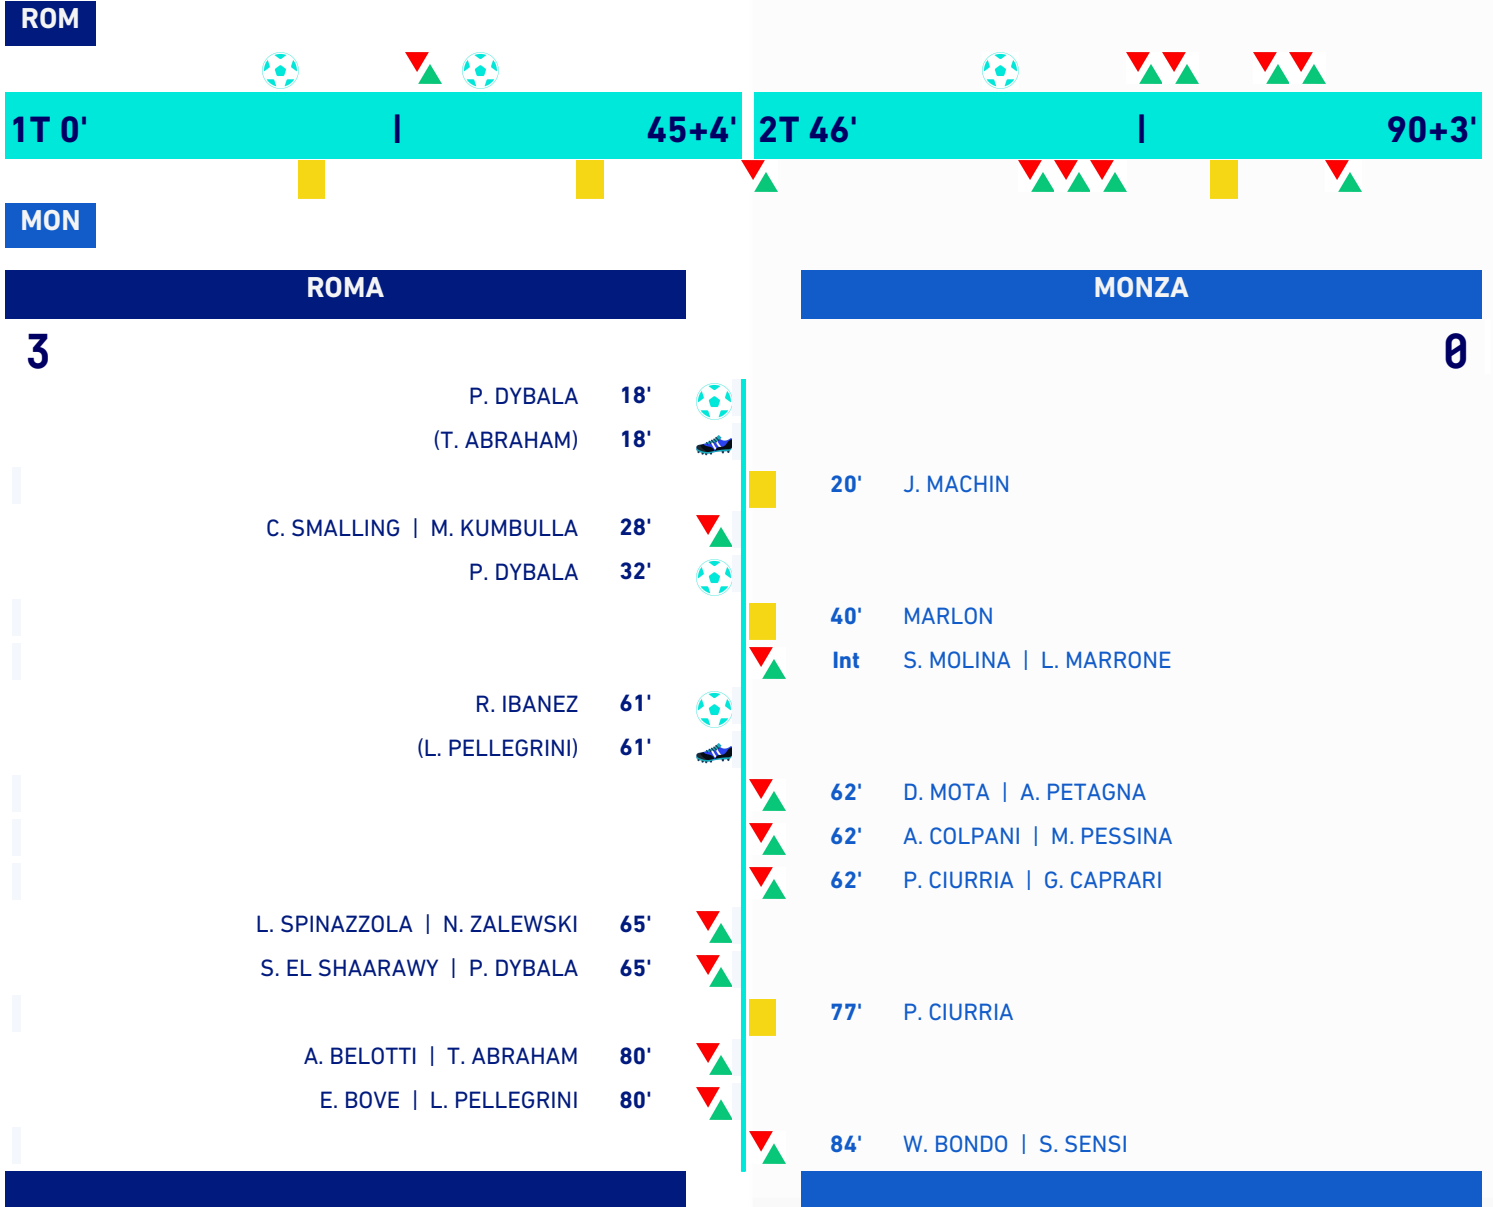 ROM
1T 0' | 45+4' 2T 46' | 90+3'
MON
ROMA MONZA
3 0
P. DYBALA 18'
(T. ABRAHAM) 18'
20' J. MACHIN
C. SMALLING | M. KUMBULLA 28'
P. DYBALA 32'
40' MARLON
Int S. MOLINA | L. MARRONE
R. IBANEZ 61'
(L. PELLEGRINI) 61'
62' D. MOTA | A. PETAGNA
62' A. COLPANI | M. PESSINA
62' P. CIURRIA | G. CAPRARI
L. SPINAZZOLA | N. ZALEWSKI 65'
S. EL SHAARAWY | P. DYBALA 65'
77' P. CIURRIA
A. BELOTTI | T. ABRAHAM 80'
E. BOVE | L. PELLEGRINI 80'
84' W. BONDO | S. SENSI